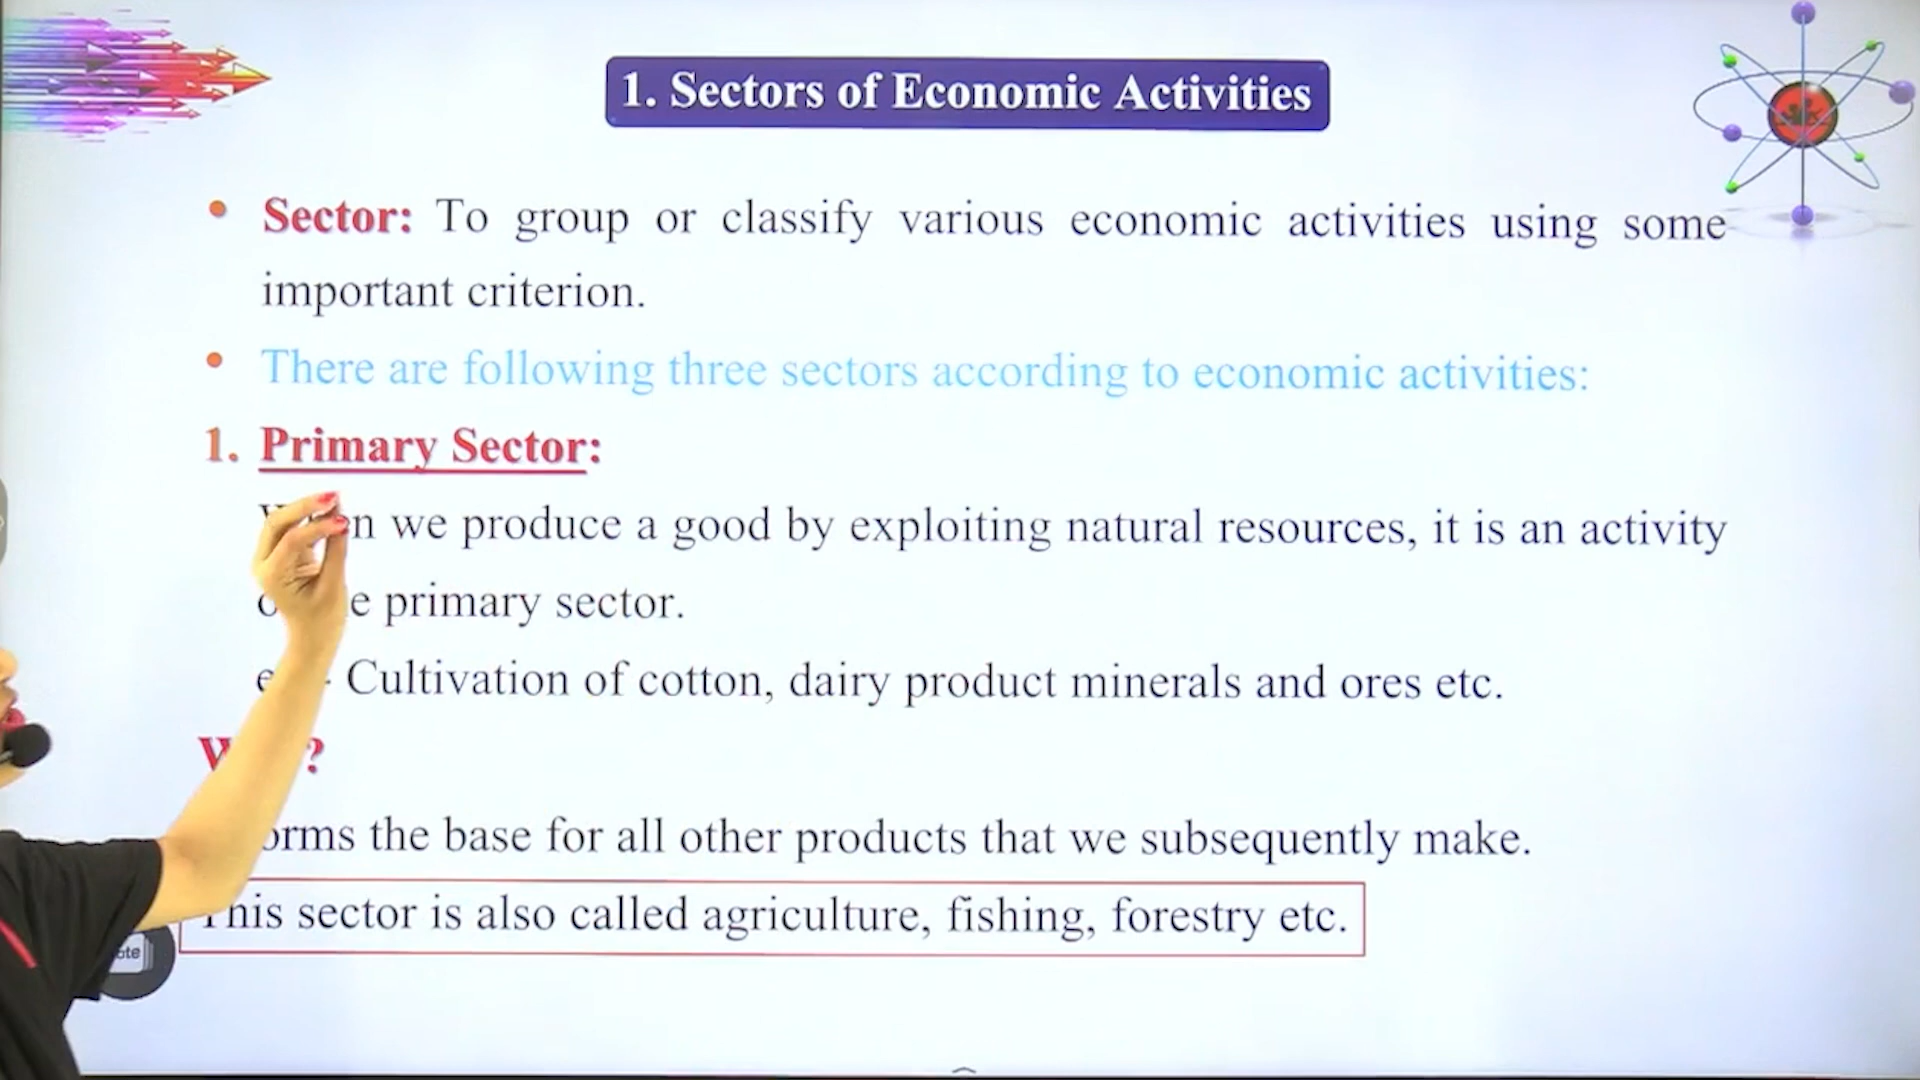 1. Sectors of Economic Activities
• Sector: To group or classify various economic activities using some
important criterion.
• There are following three sectors according to economic activities:
1. Primary Sector:
we produce a good by exploiting natural resources, it is an activity
primary sector.
Cultivation of cotton, dairy product minerals and ores etc.
?
the base for all other products that we subsequently make.
This sector is also called agriculture, fishing, forestry etc.